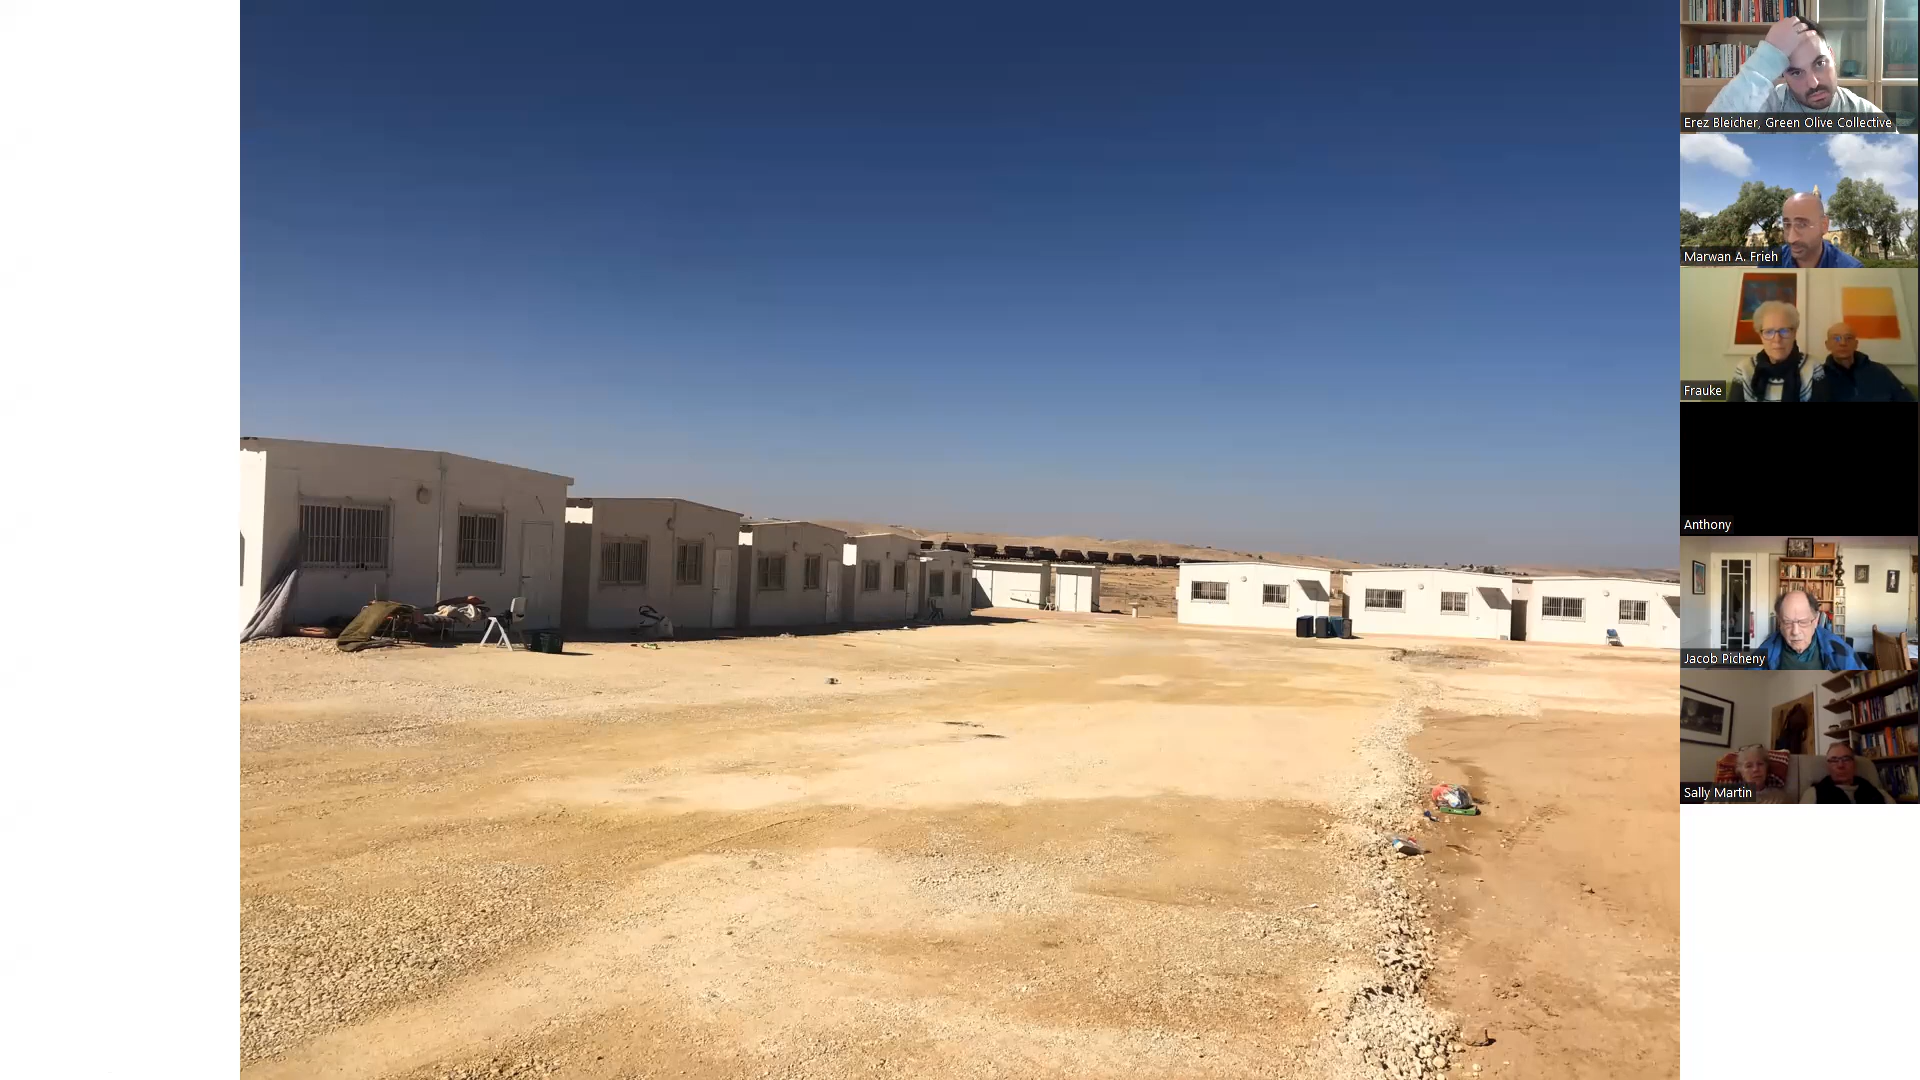 Erez Bleicher, Green Olive Collective
Marwan A. Frieh
Frauke
Anthony
Jacob Picheny
Sally Martin